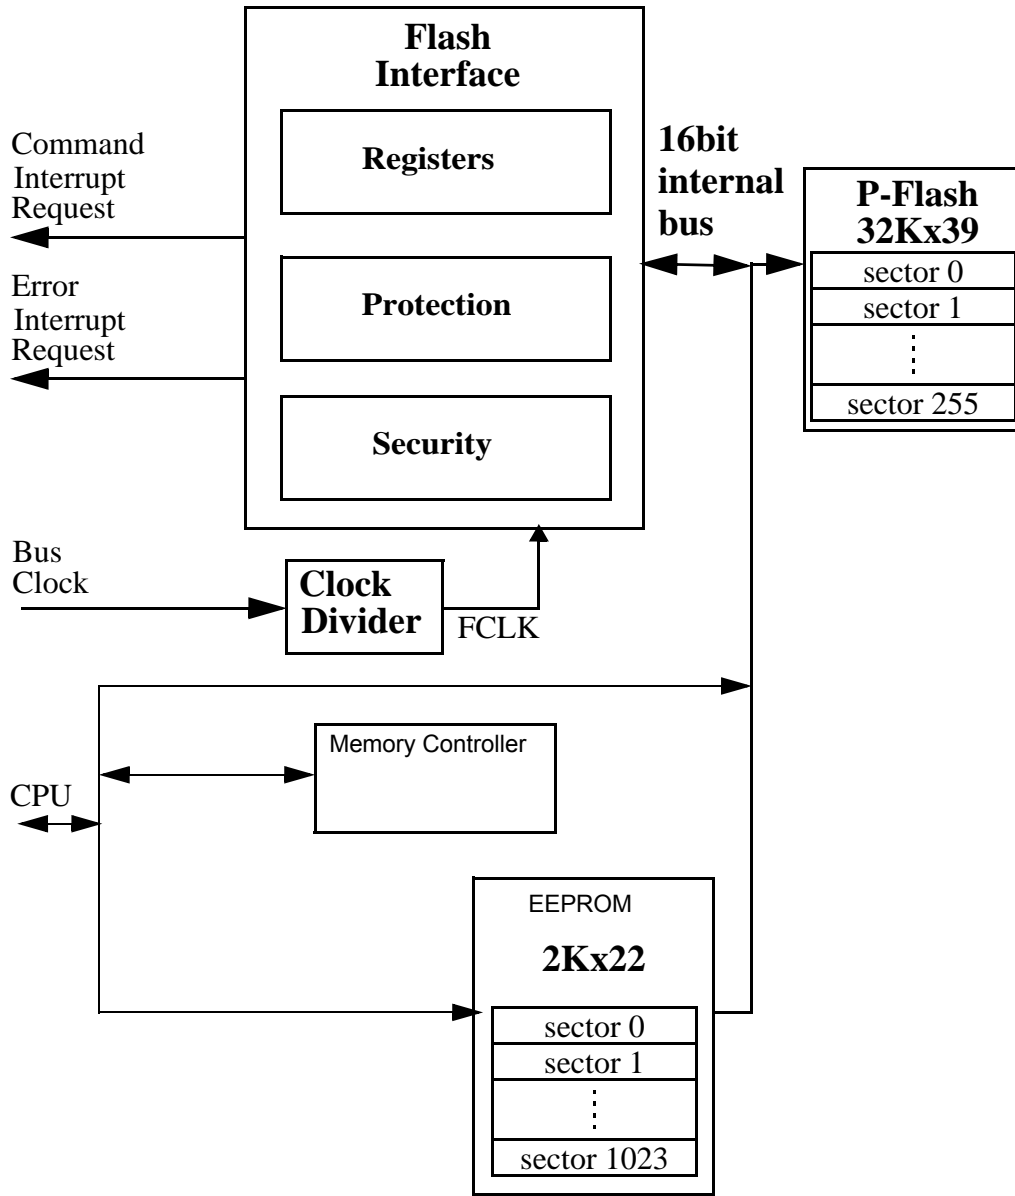 Flash
Interface
Registers
Protection
Security
Command
Interrupt
Request
Error
Interrupt
Request
16bit
internal
bus
P-Flash
32Kx39
sector 0
sector 1
sector 255
Bus
Clock
Clock
Divider
FCLK
Memory Controller
CPU
EEPROM
2Kx22
sector 0
sector 1
sector 1023